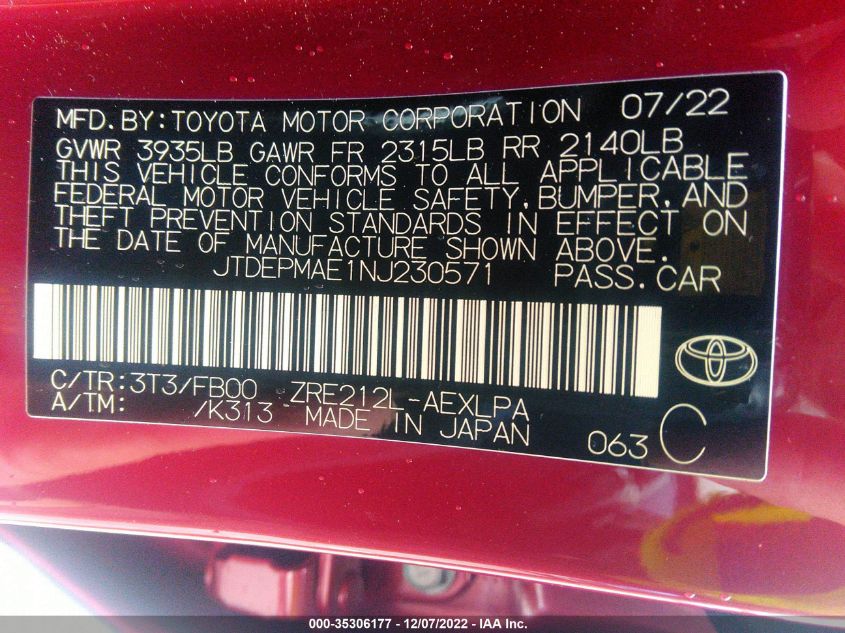 MFD.BY:TOYOTA MOTOR CORPORATION 07/22
GVWR 3935LB GAWR FR 2315LB RR 2140LB
THIS VEHICLE CONFORMS TO ALL APPLICABLE
FEDERAL MOTOR VEHICLE SAFETY, BUMPER, AND
THEFT PREVENTION STANDARDS IN EFFECT ON
THE DATE OF MANUFACTURE SHOWN ABOVE.
JTDEPMAE1NJ230571 PASS.CAR
C/TR:3T3/FB00 ZRE212L-AEXLPA
A/TM: /K313 MADE IN JAPAN
063 C
000-35306177 - 12/07/2022 - IAA Inc.